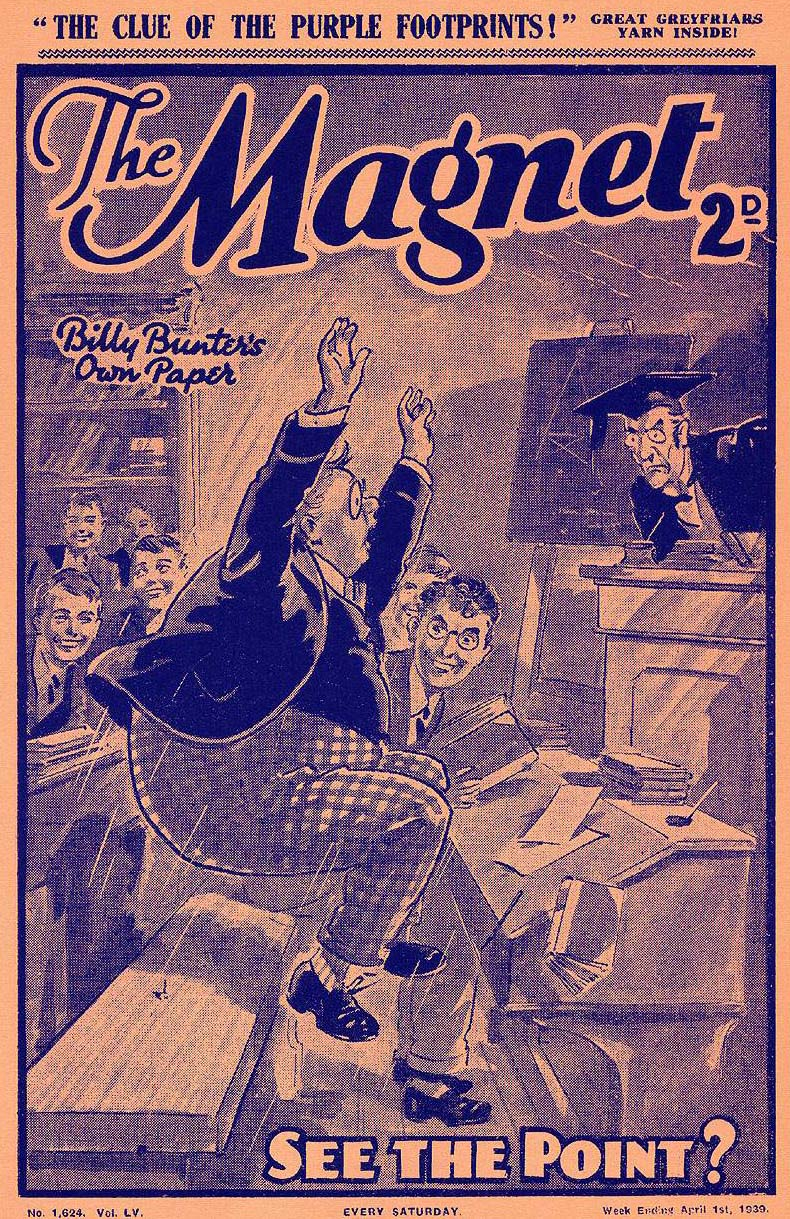 “THE CLUE OF THE PURPLE FOOTPRINTS!” GREAT GREYFRIARS
YARN INSIDE!
The Magnet 2D
Billy Bunter's
Own Paper
SEE THE POINT?
No. 1,624. Vol. LV. EVERY SATURDAY. Week Ending April 1st, 1939.